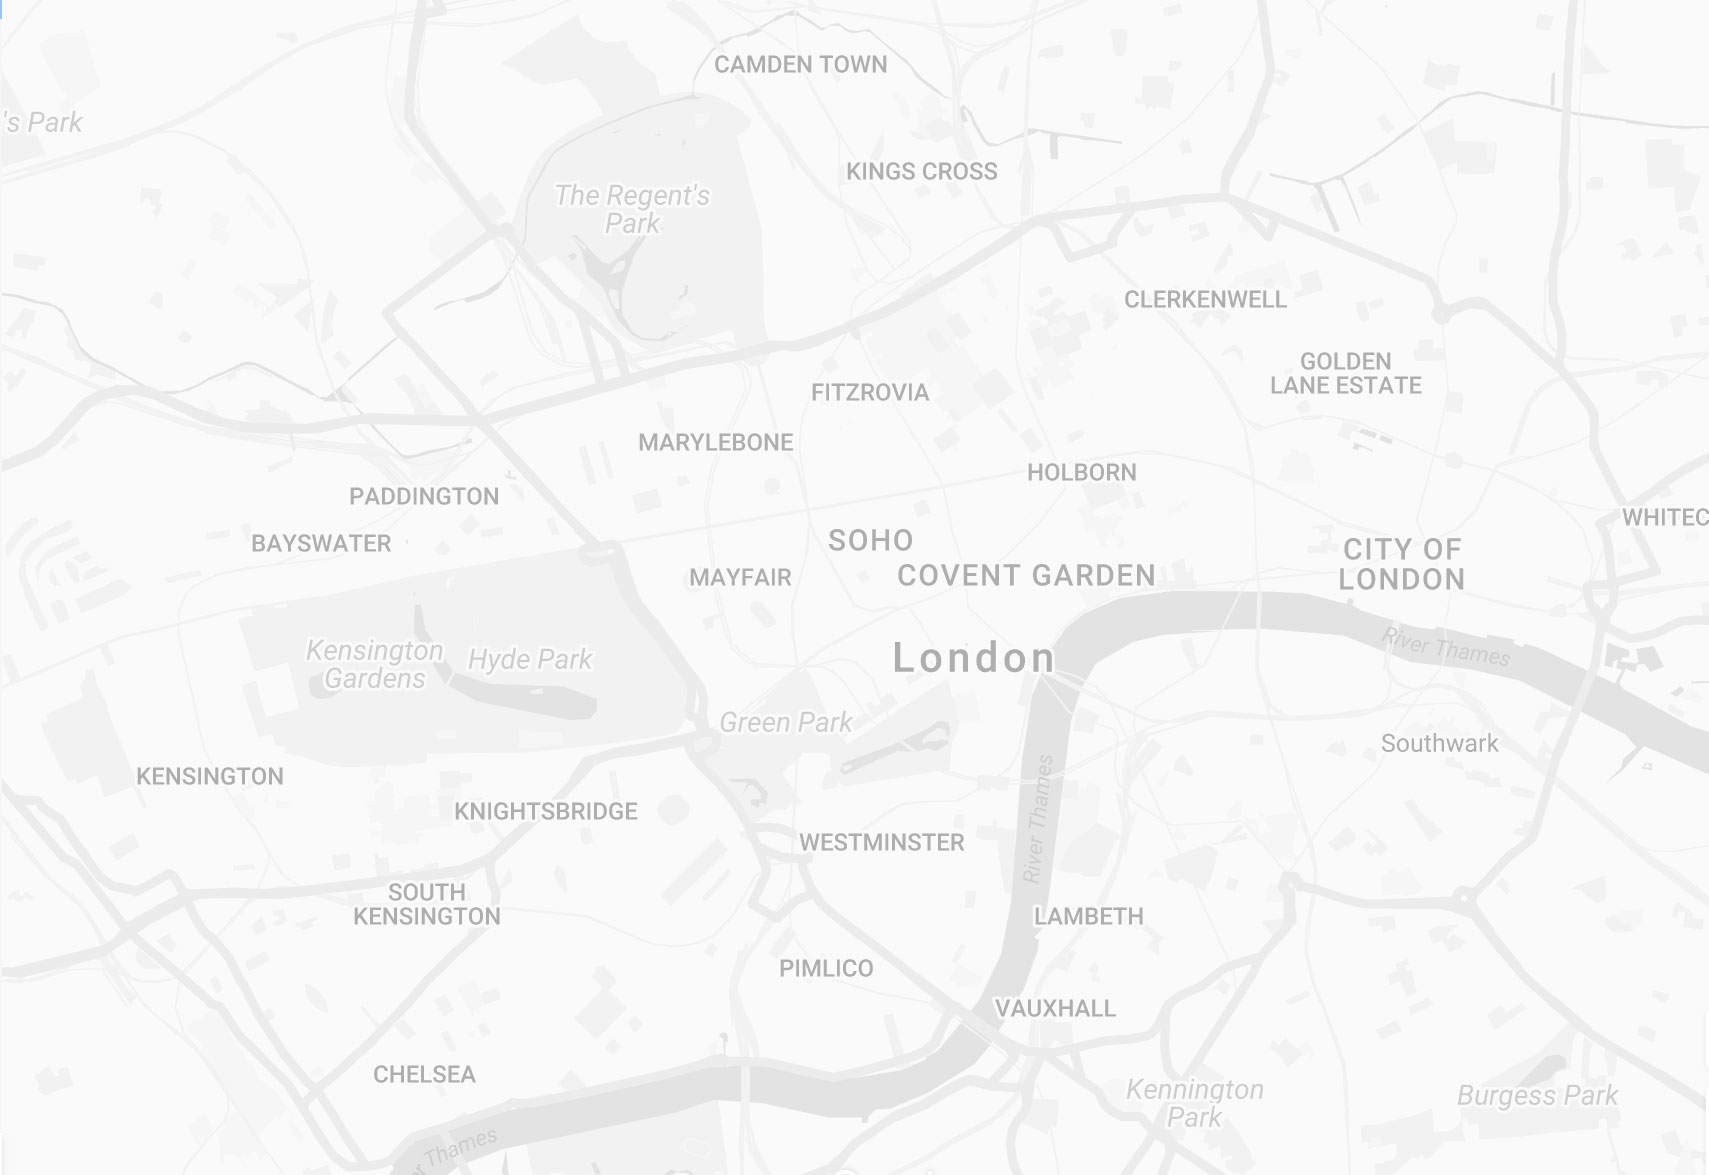 CAMDEN TOWN
's Park
KINGS CROSS
The Regent's
Park
CLERKENWELL
GOLDEN
LANE ESTATE
FITZROVIA
MARYLEBONE
HOLBORN
PADDINGTON
WHITEC
BAYSWATER
SOHO
CITY OF
LONDON
MAYFAIR
COVENT GARDEN
River Thames
Kensington
Gardens
Hyde Park
London
Green Park
Southwark
KENSINGTON
KNIGHTSBRIDGE
River Thames
WESTMINSTER
SOUTH
KENSINGTON
LAMBETH
PIMLICO
VAUXHALL
CHELSEA
Kennington
Park
Burgess Park
r Thames